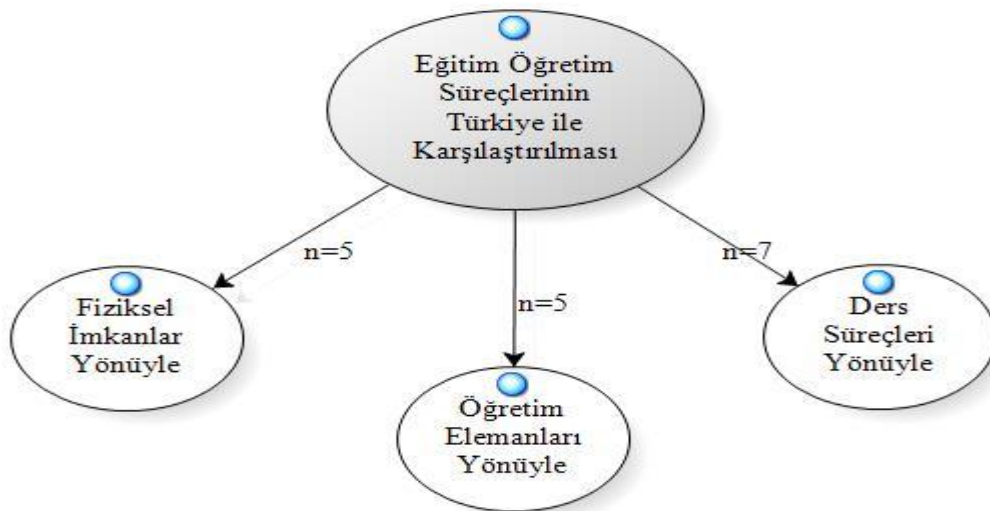 Eğitim Öğretim
Süreçlerinin
Türkiye ile
Karşılaştırılması
n=5
n=5
n=7
Fiziksel
İmkanlar
Yönüyle
Öğretim
Elemanları
Yönüyle
Ders
Süreçleri
Yönüyle